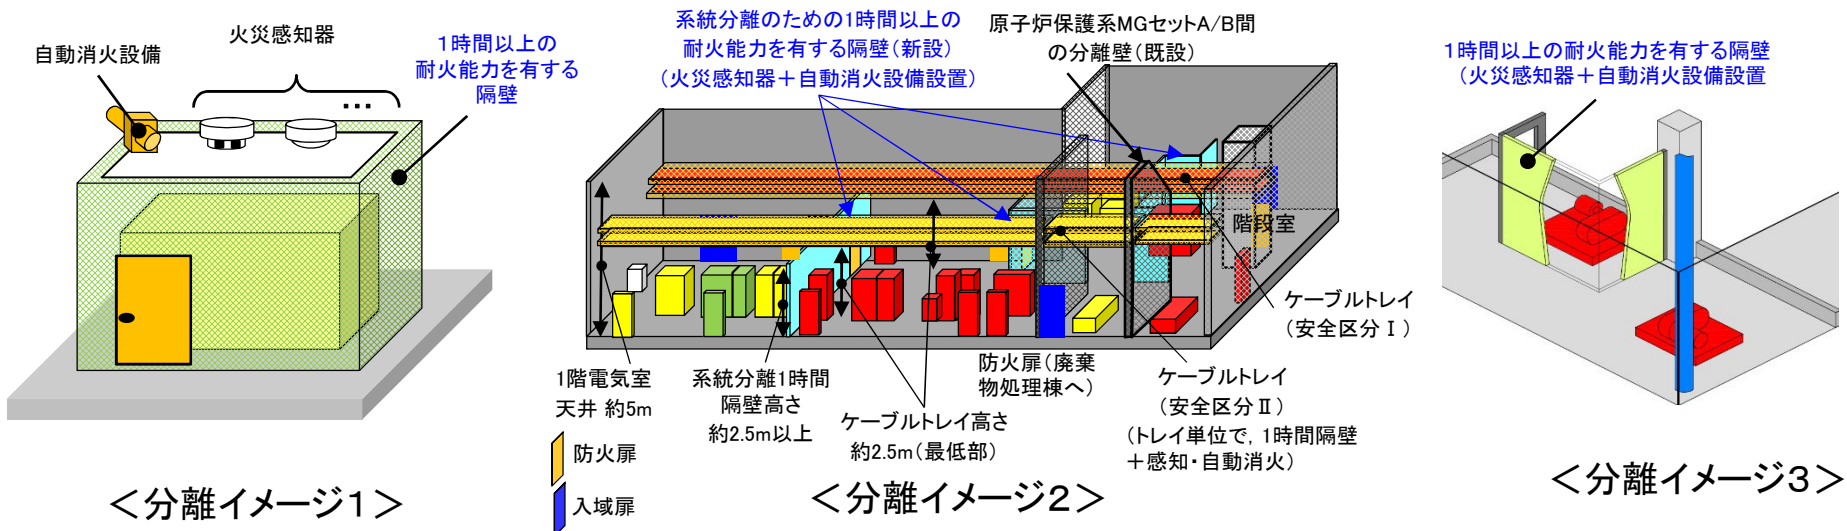 自動消火設備
火災感知器
…
1時間以上の
耐火能力を有する
隔壁
＜分離イメージ1＞
系統分離のための1時間以上の
耐火能力を有する隔壁(新設)
(火災感知器＋自動消火設備設置)
原子炉保護系MGセットA/B間
の分離壁(既設)
階段室
ケーブルトレイ
(安全区分Ⅰ)
1階電気室
天井 約5m
系統分離1時間
隔壁高さ
約2.5m以上
ケーブルトレイ高さ
約2.5m(最低部)
防火扉(廃棄
物処理棟へ)
ケーブルトレイ
(安全区分Ⅱ)
(トレイ単位で，1時間隔壁
＋感知・自動消火)
防火扉
入域扉
＜分離イメージ2＞
1時間以上の耐火能力を有する隔壁
(火災感知器＋自動消火設備設置
＜分離イメージ3＞